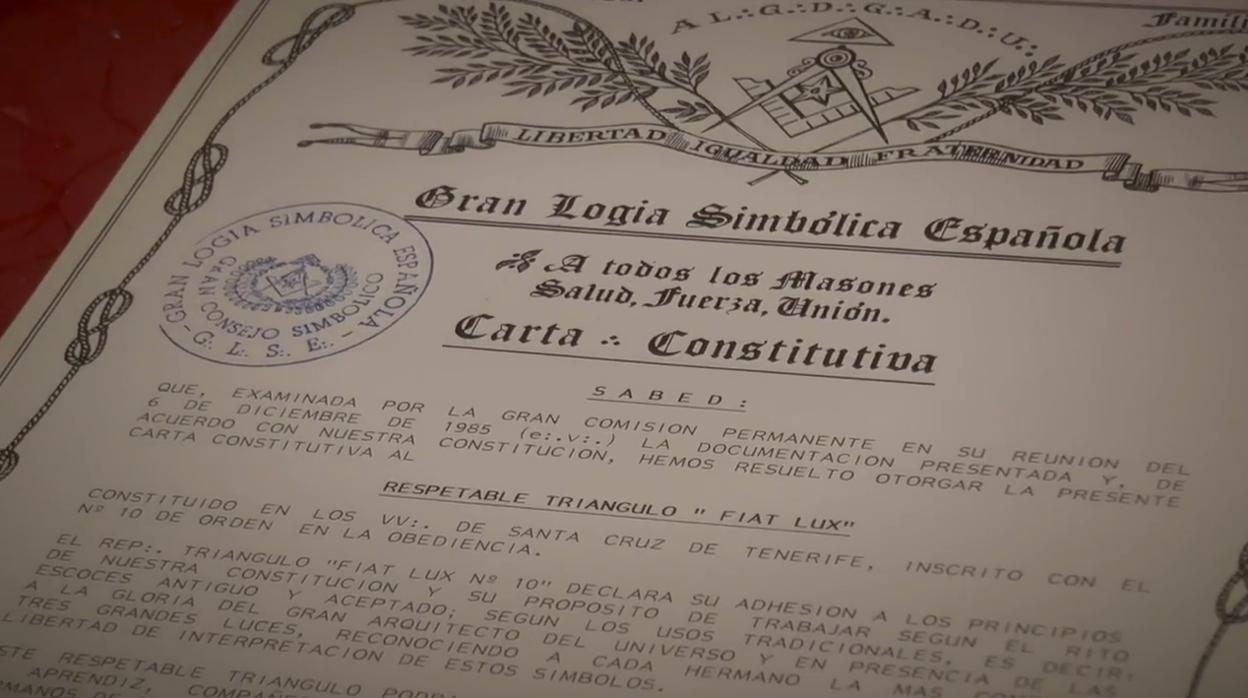 A L.·.G.·.D.·.G.·.A.·.D.·.U.·.
LIBERTAD IGUALDAD FRATERNIDAD
Gran Logia Simbólica Española
GRAN LOGIA SIMBOLICA ESPAÑOLA
GRAN CONSEJO SIMBOLICO
-G:. L:. S:. E:.-
A todos los Masones
Salud, Fuerza, Unión.
Carta ·:· Constitutiva
SABED:
QUE, EXAMINADA POR LA GRAN COMISION PERMANENTE EN SU REUNION DEL
6 DE DICIEMBRE DE 1985 (e:.v:.) LA DOCUMENTACION PRESENTADA Y, DE
ACUERDO CON NUESTRA CONSTITUCIÓN, HEMOS RESUELTO OTORGAR LA PRESENTE
CARTA CONSTITUTIVA AL
RESPETABLE TRIANGULO " FIAT LUX"
CONSTITUIDO EN LOS VV:. DE SANTA CRUZ DE TENERIFE, INSCRITO CON EL
Nº 10 DE ORDEN EN LA OBEDIENCIA.
EL REP:. TRIANGULO "FIAT LUX Nº 10" DECLARA SU ADHESION A LOS PRINCIPIOS
DE NUESTRA CONSTITUCION Y SU PROPOSITO DE TRABAJAR SEGUN EL RITO
ESCOCES ANTIGUO Y ACEPTADO; SEGUN LOS USOS TRADICIONALES, ES DECIR:
A LA GLORIA DEL GRAN ARQUITECTO DEL UNIVERSO Y EN PRESENCIA DE LAS
TRES GRANDES LUCES, RECONOCIENDO A CADA HERMANO LA MAS
LIBERTAD DE INTERPRETACION DE ESTOS SIMBOLOS.
RESPETABLE TRIANGULO
APRENDIZ,